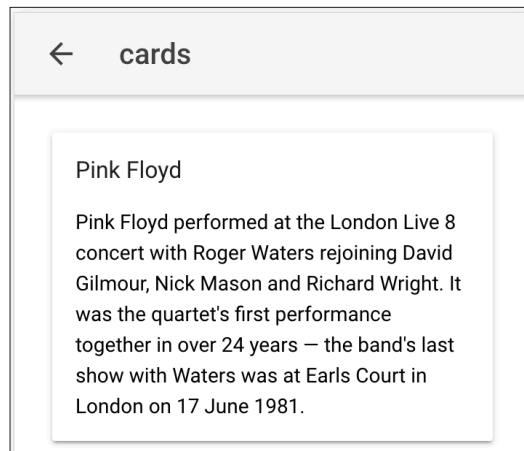 cards
Pink Floyd
Pink Floyd performed at the London Live 8
concert with Roger Waters rejoining David
Gilmour, Nick Mason and Richard Wright. It
was the quartet's first performance
together in over 24 years — the band's last
show with Waters was at Earls Court in
London on 17 June 1981.